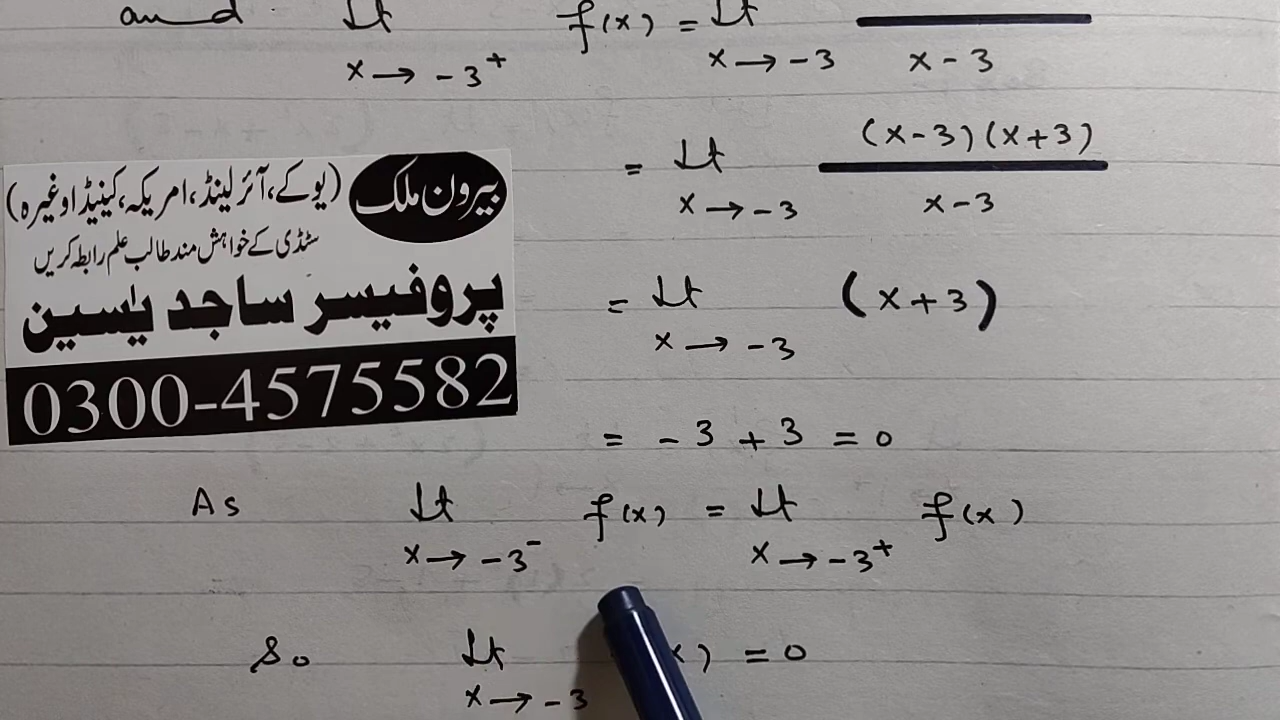 and Lt x → -3⁺ f(x) = Lt x → -3 ــــ / x - 3
= Lt x → -3 (x-3)(x+3) / x-3
= Lt x → -3 (x+3)
= -3 + 3 = 0
As Lt x → -3⁻ f(x) = Lt x → -3⁺ f(x)
So Lt x → -3 x) = 0
بیرون ملک (یوکے، آئرلینڈ، امریکہ، کینیڈا وغیرہ)
سٹڈی کے خواہش مند طالب علم رابطہ کریں
پروفیسر ساجد یٰسین
0300-4575582